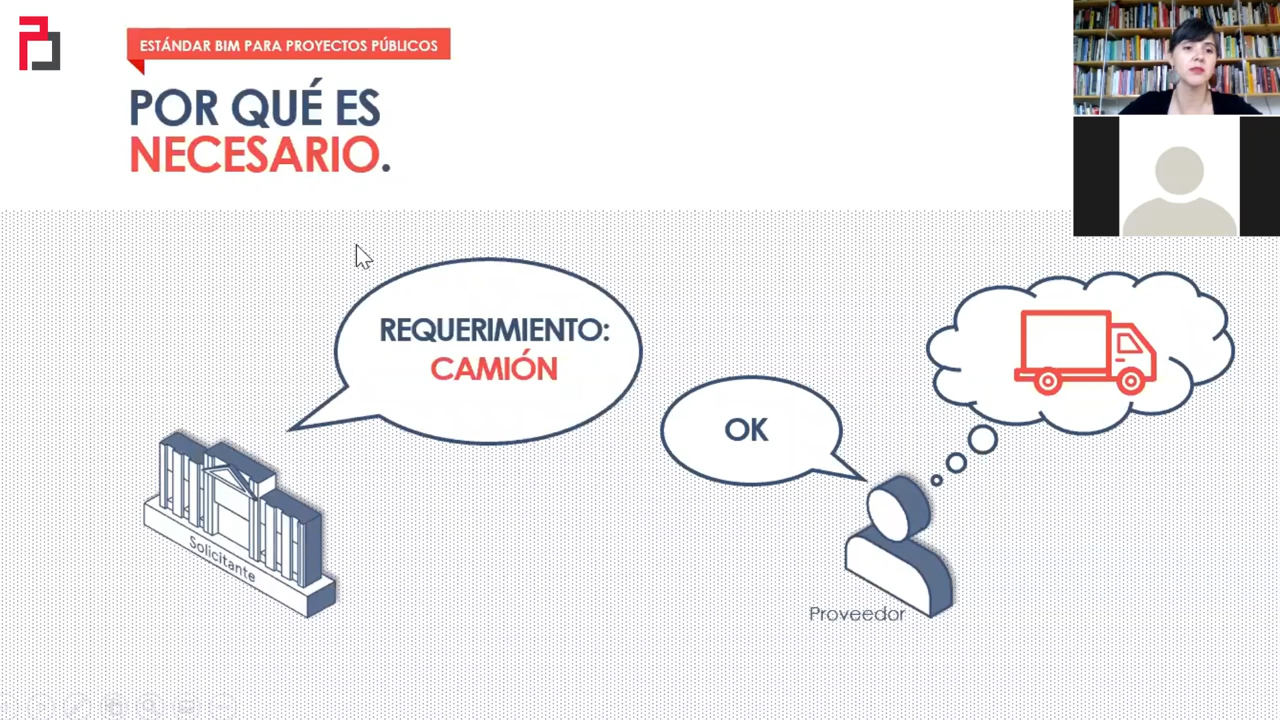 ESTÁNDAR BIM PARA PROYECTOS PÚBLICOS
POR QUÉ ES
NECESARIO.
REQUERIMIENTO:
CAMIÓN
OK
Solicitante
Proveedor